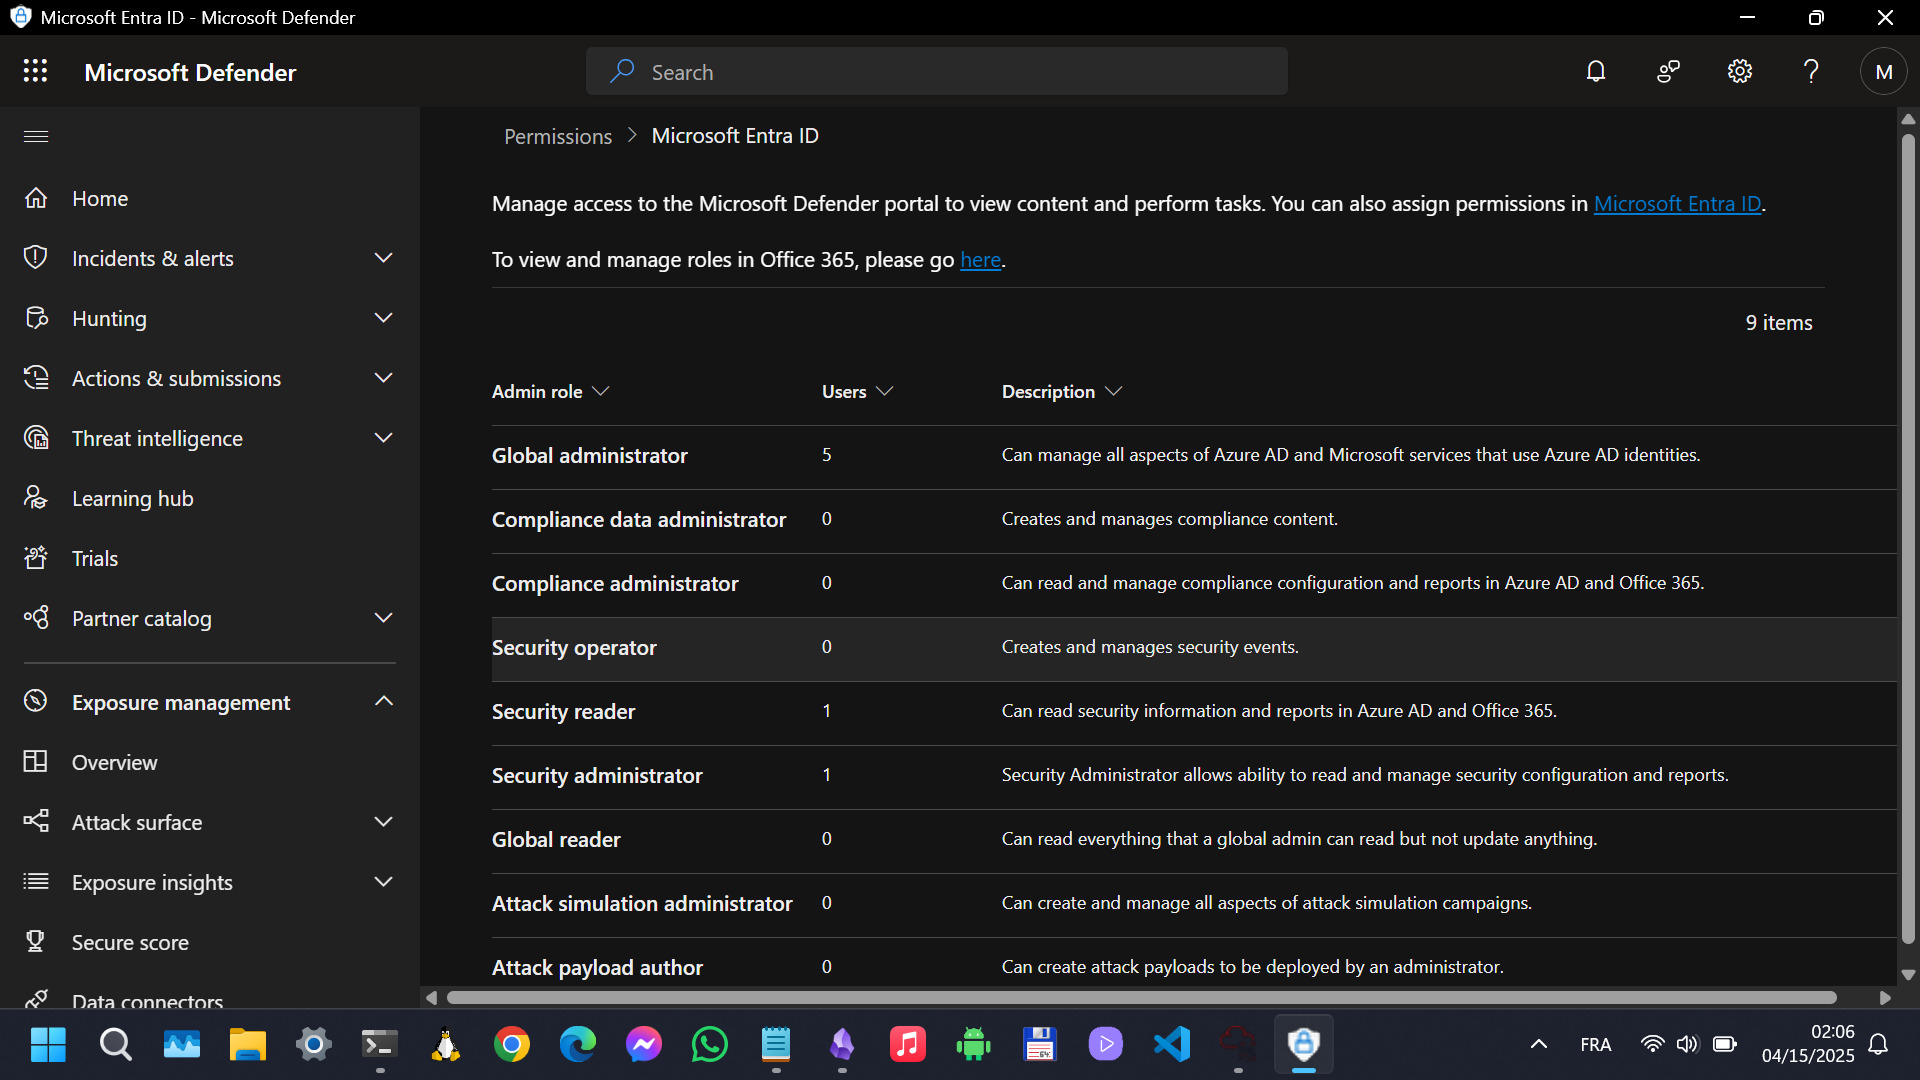 Microsoft Entra ID - Microsoft Defender
Microsoft Defender
Search
M
Permissions
Microsoft Entra ID
Manage access to the Microsoft Defender portal to view content and perform tasks. You can also assign permissions in Microsoft Entra ID.
To view and manage roles in Office 365, please go here.
9 items
Home
Incidents & alerts
Hunting
Actions & submissions
Threat intelligence
Learning hub
Trials
Partner catalog
Exposure management
Overview
Attack surface
Exposure insights
Secure score
Data connectors
Admin role Users Description
Global administrator 5 Can manage all aspects of Azure AD and Microsoft services that use Azure AD identities.
Compliance data administrator 0 Creates and manages compliance content.
Compliance administrator 0 Can read and manage compliance configuration and reports in Azure AD and Office 365.
Security operator 0 Creates and manages security events.
Security reader 1 Can read security information and reports in Azure AD and Office 365.
Security administrator 1 Security Administrator allows ability to read and manage security configuration and reports.
Global reader 0 Can read everything that a global admin can read but not update anything.
Attack simulation administrator 0 Can create and manage all aspects of attack simulation campaigns.
Attack payload author 0 Can create attack payloads to be deployed by an administrator.
64
FRA
02:06
04/15/2025